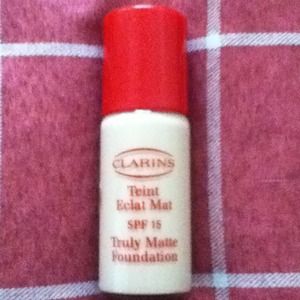 CLARINS
Teint
Eclat Mat
SPF 15
Truly Matte
Foundation